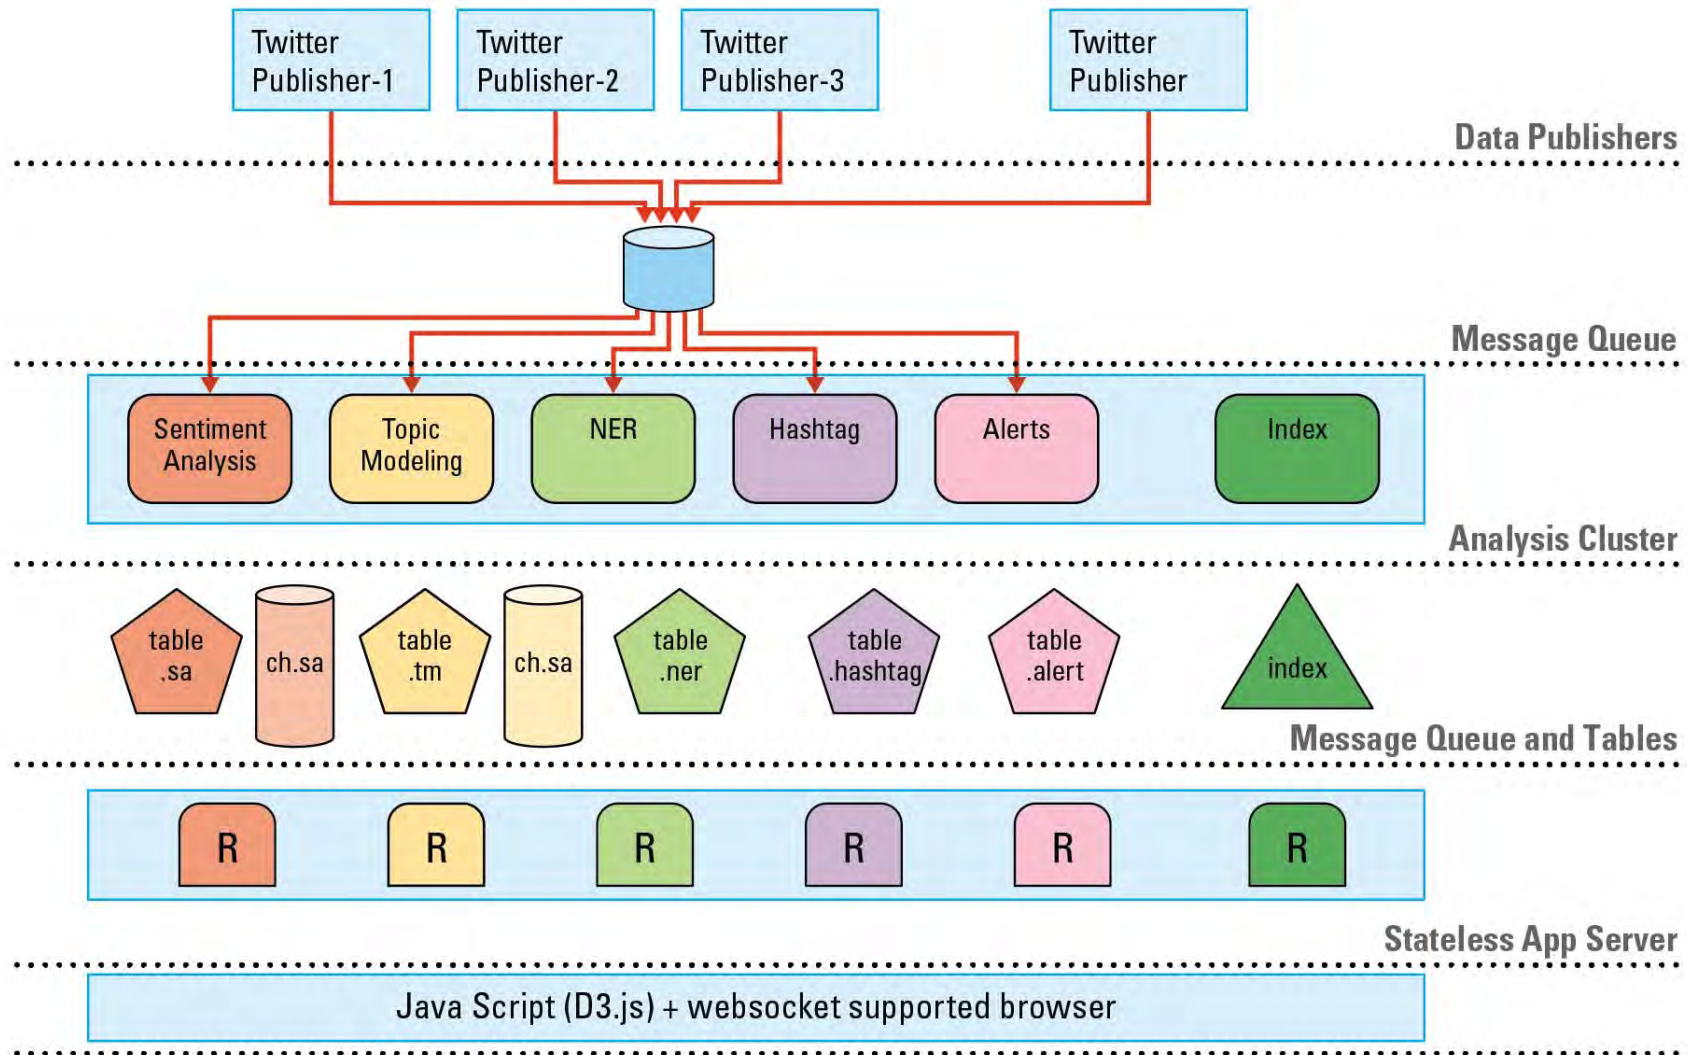 Twitter
Publisher-1
Twitter
Publisher-2
Twitter
Publisher-3
Twitter
Publisher
Data Publishers
Message Queue
Sentiment
Analysis
Topic
Modeling
NER
Hashtag
Alerts
Index
Analysis Cluster
table
.sa
ch.sa
table
.tm
ch.sa
table
.ner
table
.hashtag
table
.alert
index
Message Queue and Tables
R
R
R
R
R
R
Stateless App Server
Java Script (D3.js) + websocket supported browser